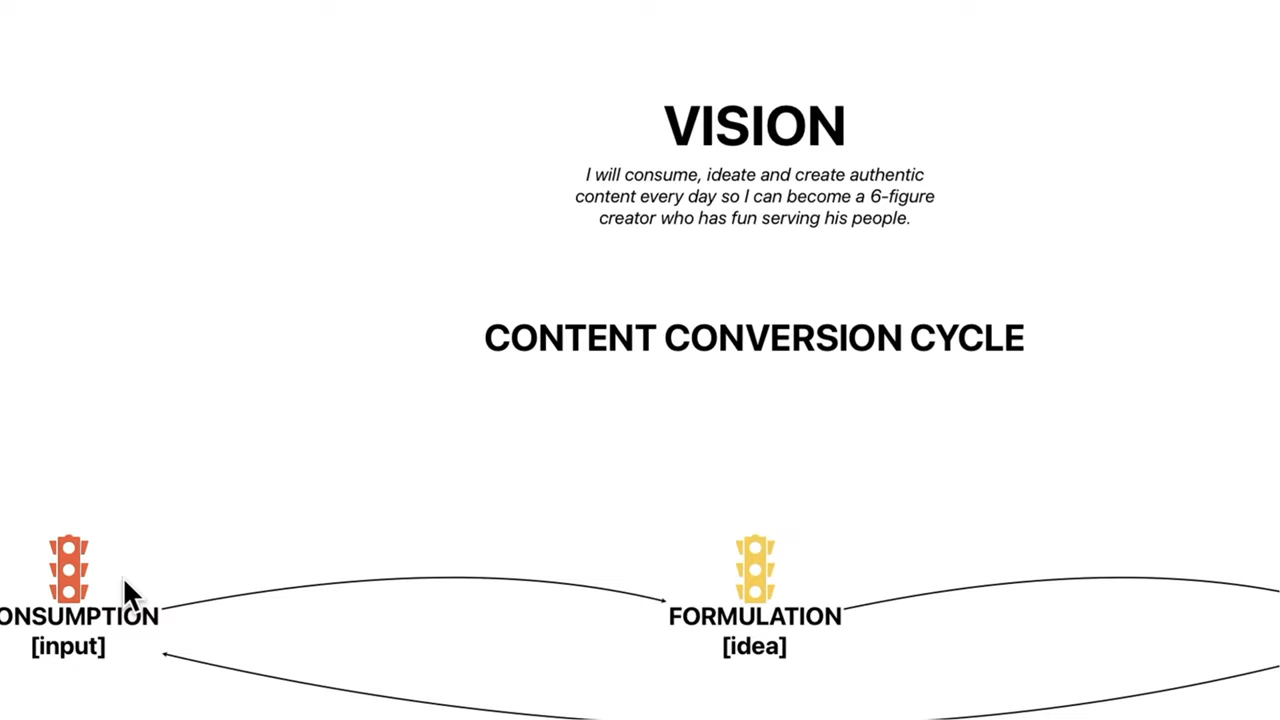 VISION
I will consume, ideate and create authentic
content every day so I can become a 6-figure
creator who has fun serving his people.
CONTENT CONVERSION CYCLE
ONSUMPTION
[input]
FORMULATION
[idea]